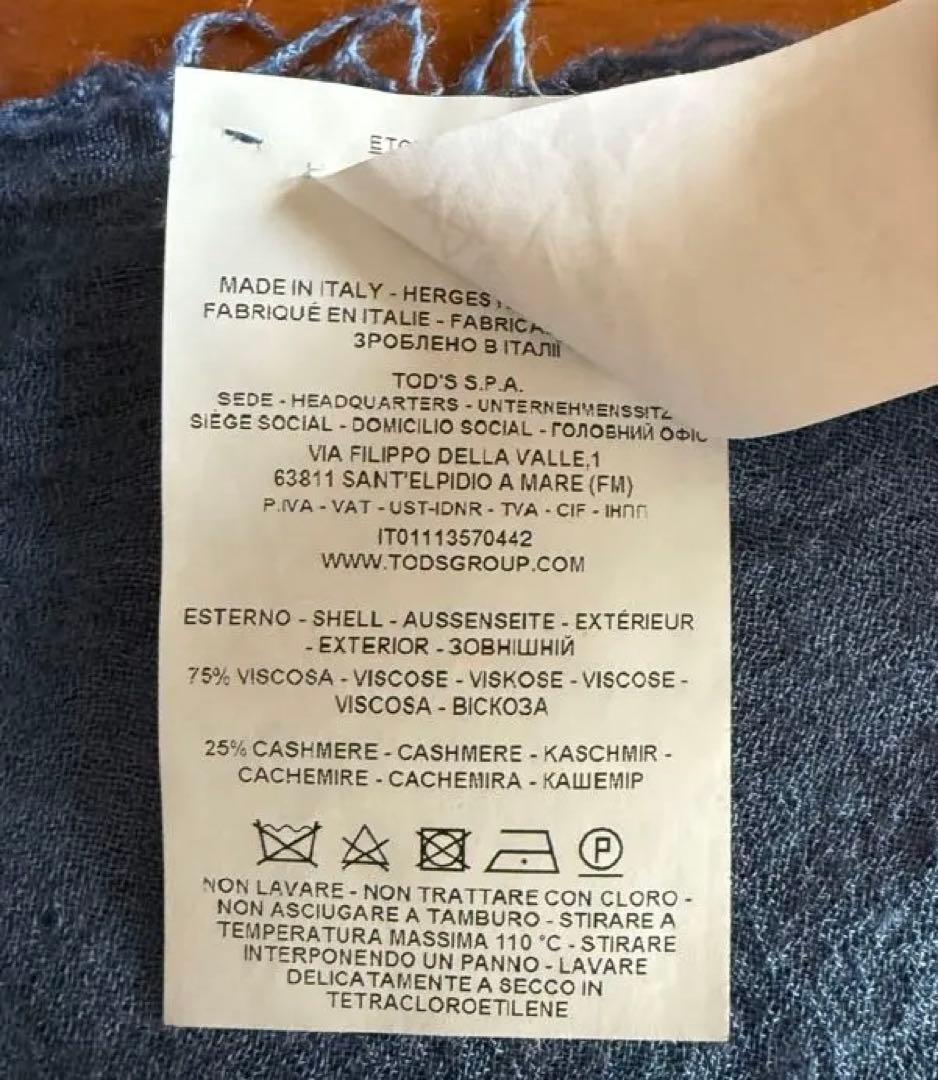 MADE IN ITALY -
FABRIQUÉ EN ITALIE -
ЗРОБЛЕНО В ІТАЛІЇ
TOD'S S.P.A.
SEDE - HEADQUARTERS - UNTERNEHMENSSITZ
SIÈGE SOCIAL - DOMICILIO SOCIAL - ГОЛОВНИЙ
VIA FILIPPO DELLA VALLE,1
63811 SANT'ELPIDIO A MARE (FM)
P.IVA - VAT - UST-IDNR - TVA - CIF - ІНПП
IT01113570442
WWW.TODSGROUP.COM
ESTERNO - SHELL - AUSSENSEITE - EXTÉRIEUR
- EXTERIOR - ЗОВНІШНІЙ
75% VISCOSA - VISCOSE - VISKOSE - VISCOSE -
VISCOSA - ВІСКОЗА
25% CASHMERE - CASHMERE - KASCHMIR -
CACHEMIRE - CACHEMIRA - КАШЕМІР
P
NON LAVARE - NON TRATTARE CON CLORO -
NON ASCIUGARE A TAMBURO - STIRARE A
TEMPERATURA MASSIMA 110 °C - STIRARE
INTERPONENDO UN PANNO - LAVARE
DELICATAMENTE A SECCO IN
TETRACLOROETILENE